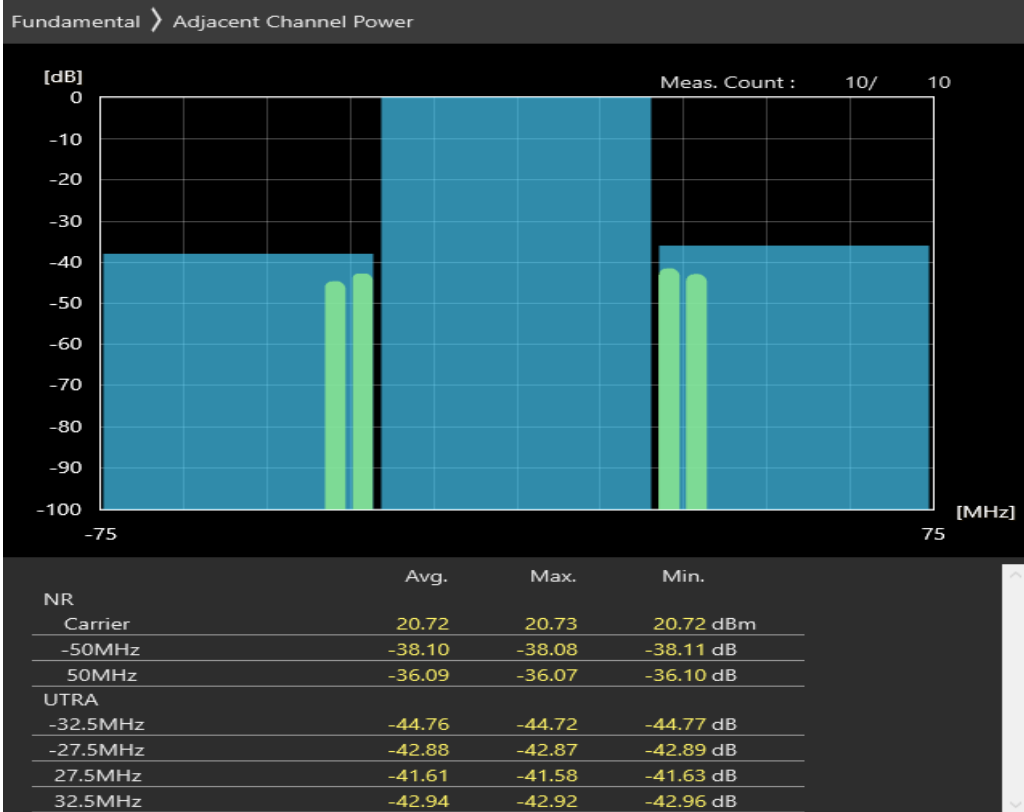 Fundamental ❯ Adjacent Channel Power
[dB]
Meas. Count : 10/ 10
0
-10
-20
-30
-40
-50
-60
-70
-80
-90
-100
[MHz]
-75 75
Avg. Max. Min.
NR
Carrier 20.72 20.73 20.72 dBm
-50MHz -38.10 -38.08 -38.11 dB
50MHz -36.09 -36.07 -36.10 dB
UTRA
-32.5MHz -44.76 -44.72 -44.77 dB
-27.5MHz -42.88 -42.87 -42.89 dB
27.5MHz -41.61 -41.58 -41.63 dB
32.5MHz -42.94 -42.92 -42.96 dB